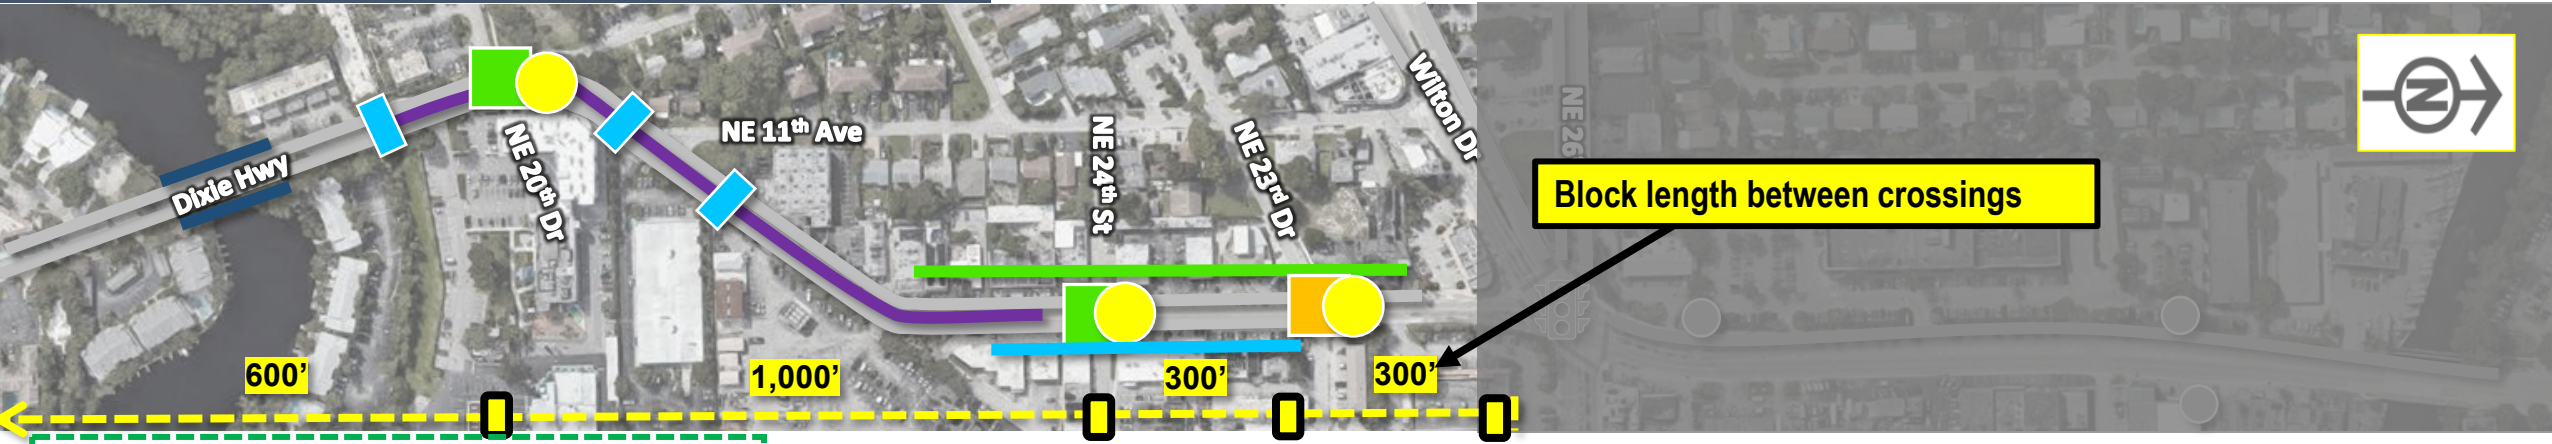 Dixie Hwy
NE 20th Dr
NE 11th Ave
NE 24th St
NE 23rd Dr
Wilton Dr
NE 26
N
Block length between crossings
600’
1,000’
300’
300’